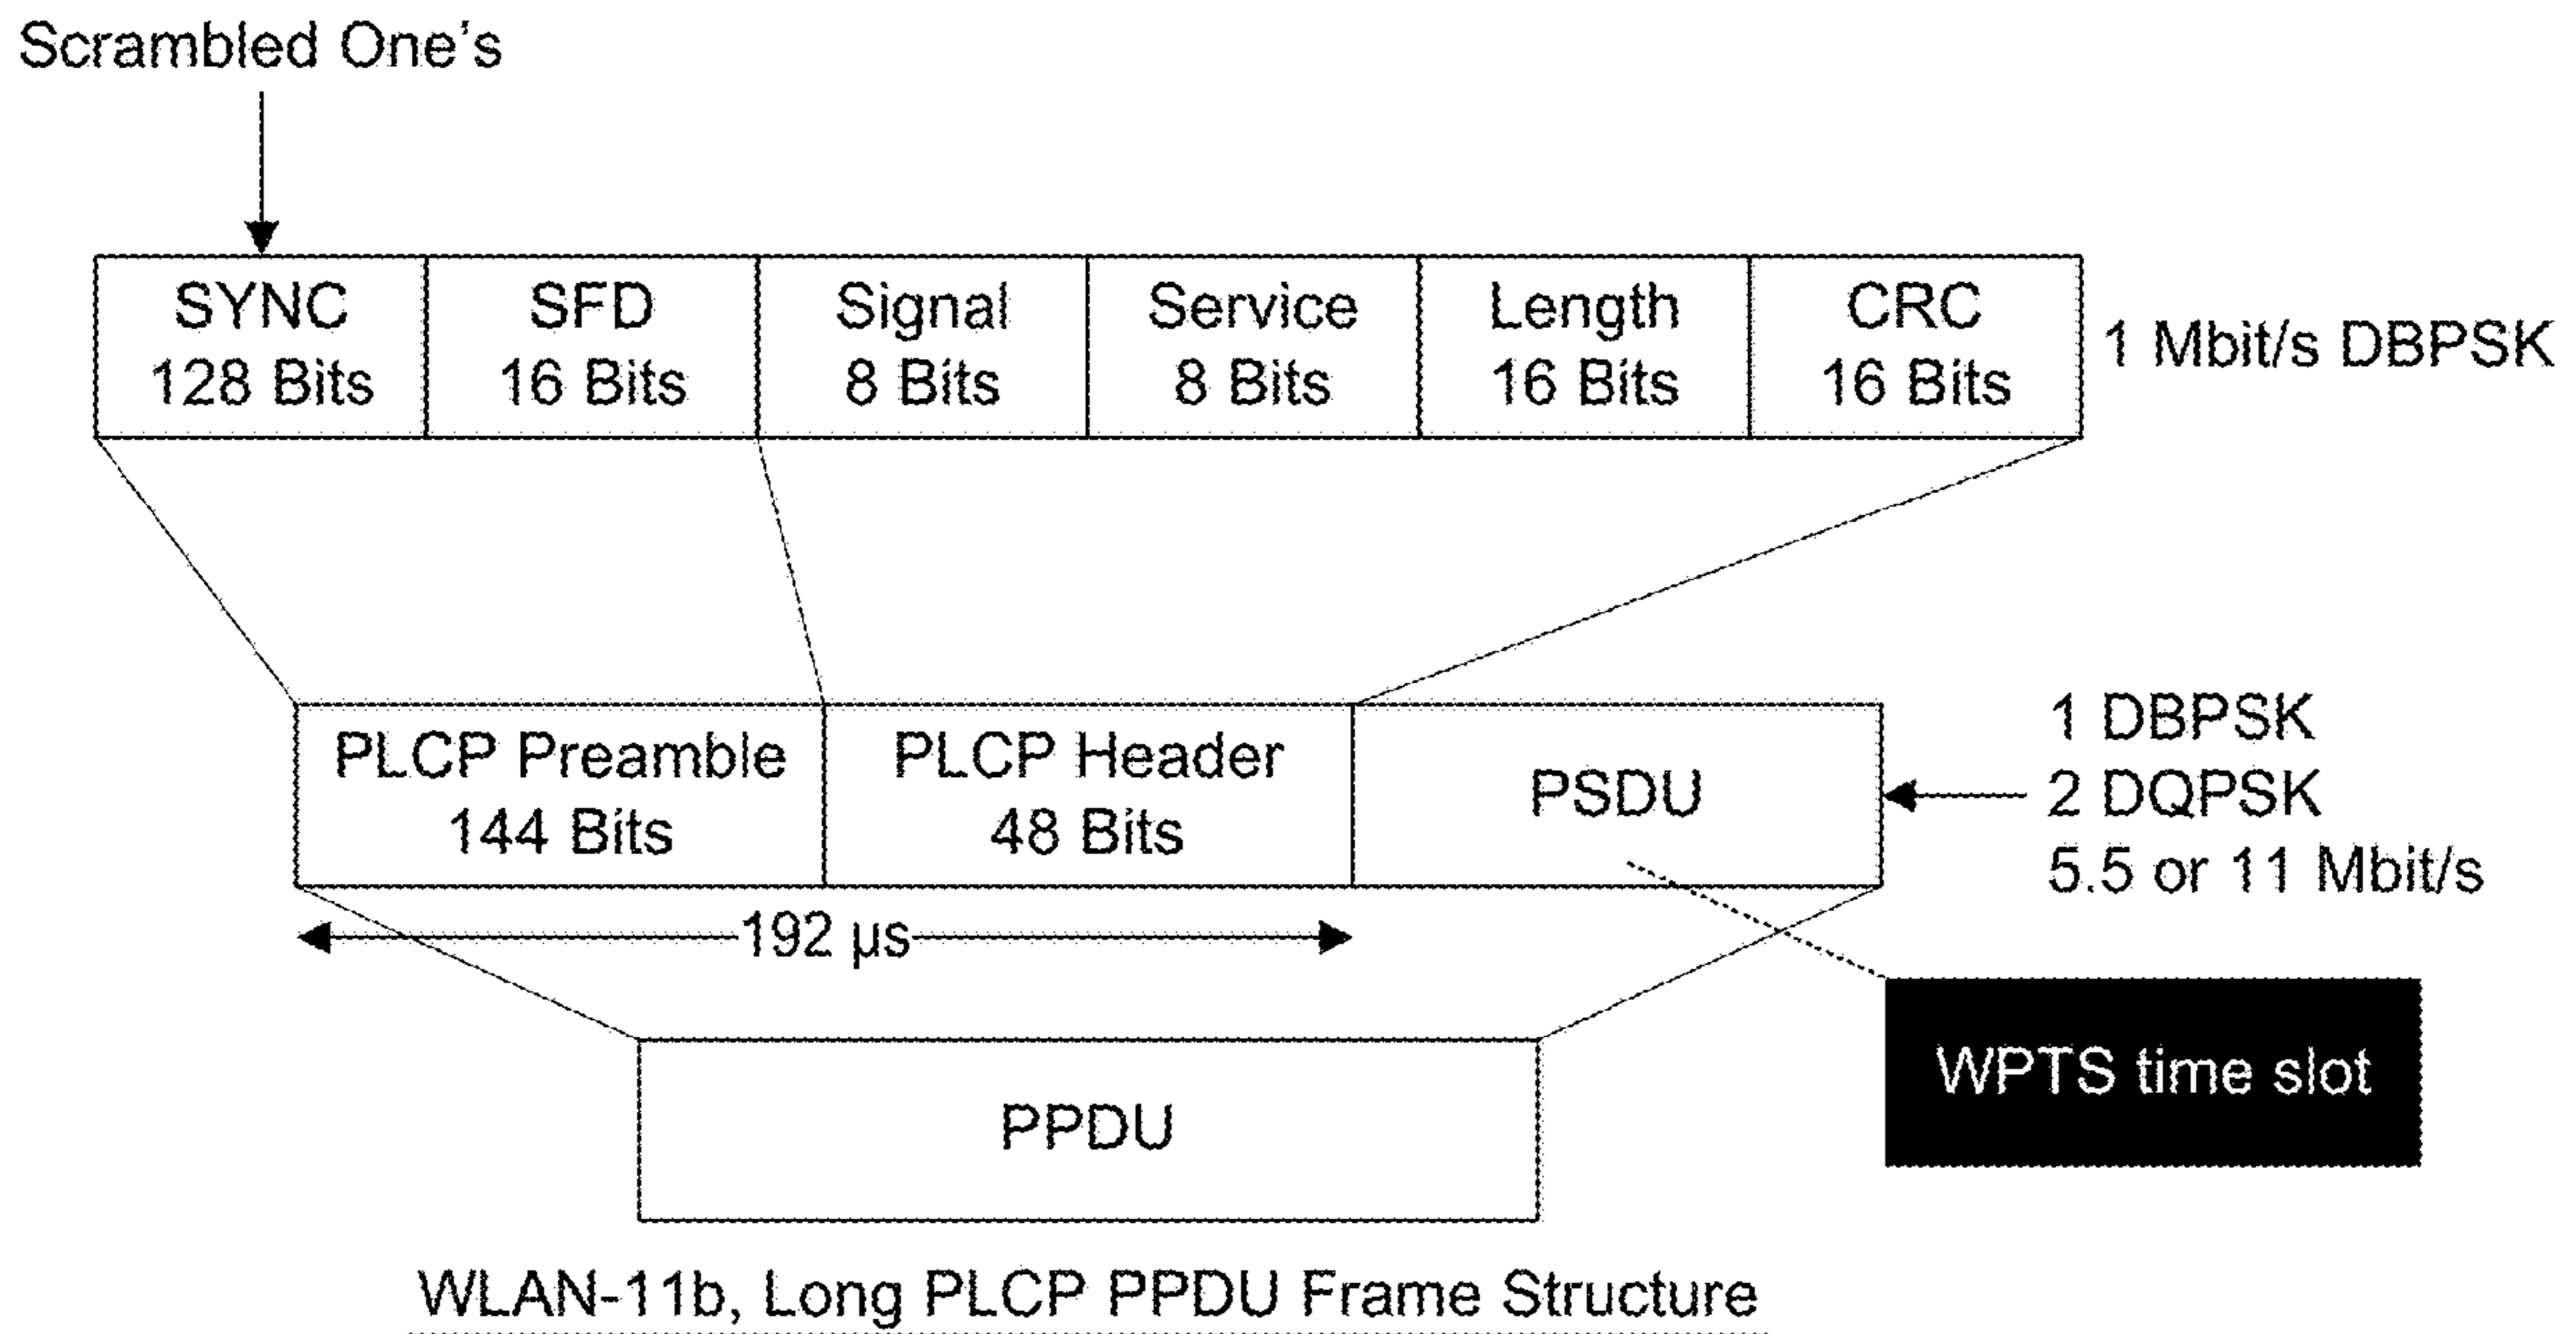 Scrambled One's
SYNC
128 Bits
SFD
16 Bits
Signal
8 Bits
Service
8 Bits
Length
16 Bits
CRC
16 Bits
1 Mbit/s DBPSK
PLCP Preamble
144 Bits
PLCP Header
48 Bits
PSDU
1 DBPSK
2 DQPSK
5.5 or 11 Mbit/s
192 µs
WPTS time slot
PPDU
WLAN-11b, Long PLCP PPDU Frame Structure